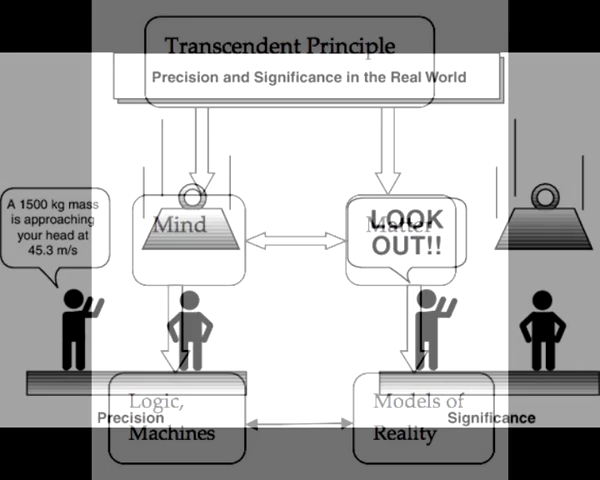 Transcendent Principle
Precision and Significance in the Real World
A 1500 kg mass
is approaching
your head at
45.3 m/s
Mind
Matter
LOOK
OUT!!
Logic,
Machines
Precision
Models of
Reality
Significance